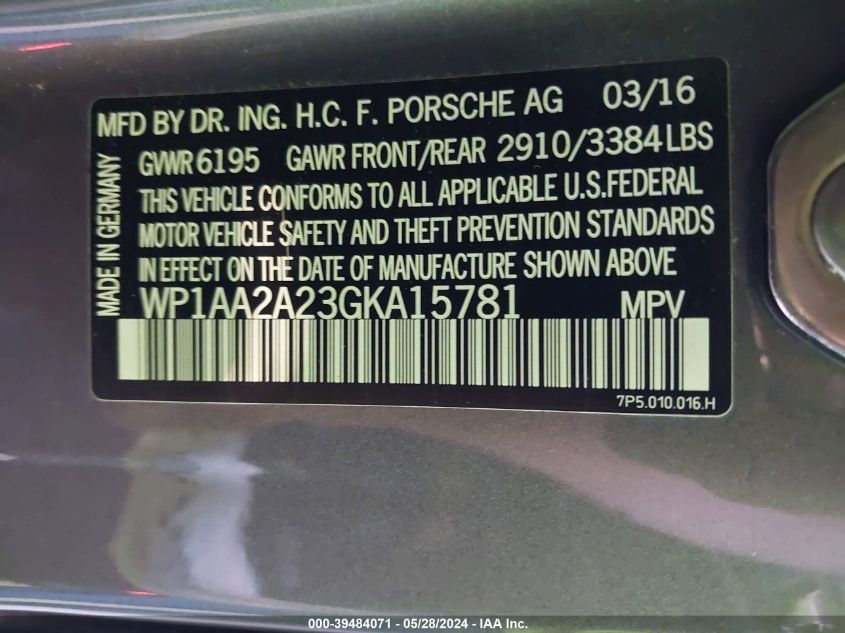 MFD BY DR. ING. H.C. F. PORSCHE AG 03/16
GVWR 6195 GAWR FRONT/REAR 2910/3384 LBS
THIS VEHICLE CONFORMS TO ALL APPLICABLE U.S.FEDERAL
MOTOR VEHICLE SAFETY AND THEFT PREVENTION STANDARDS
IN EFFECT ON THE DATE OF MANUFACTURE SHOWN ABOVE
MADE IN GERMANY
WP1AA2A23GKA15781 MPV
7P5.010.016.H
000-39484071 - 05/28/2024 - IAA Inc.